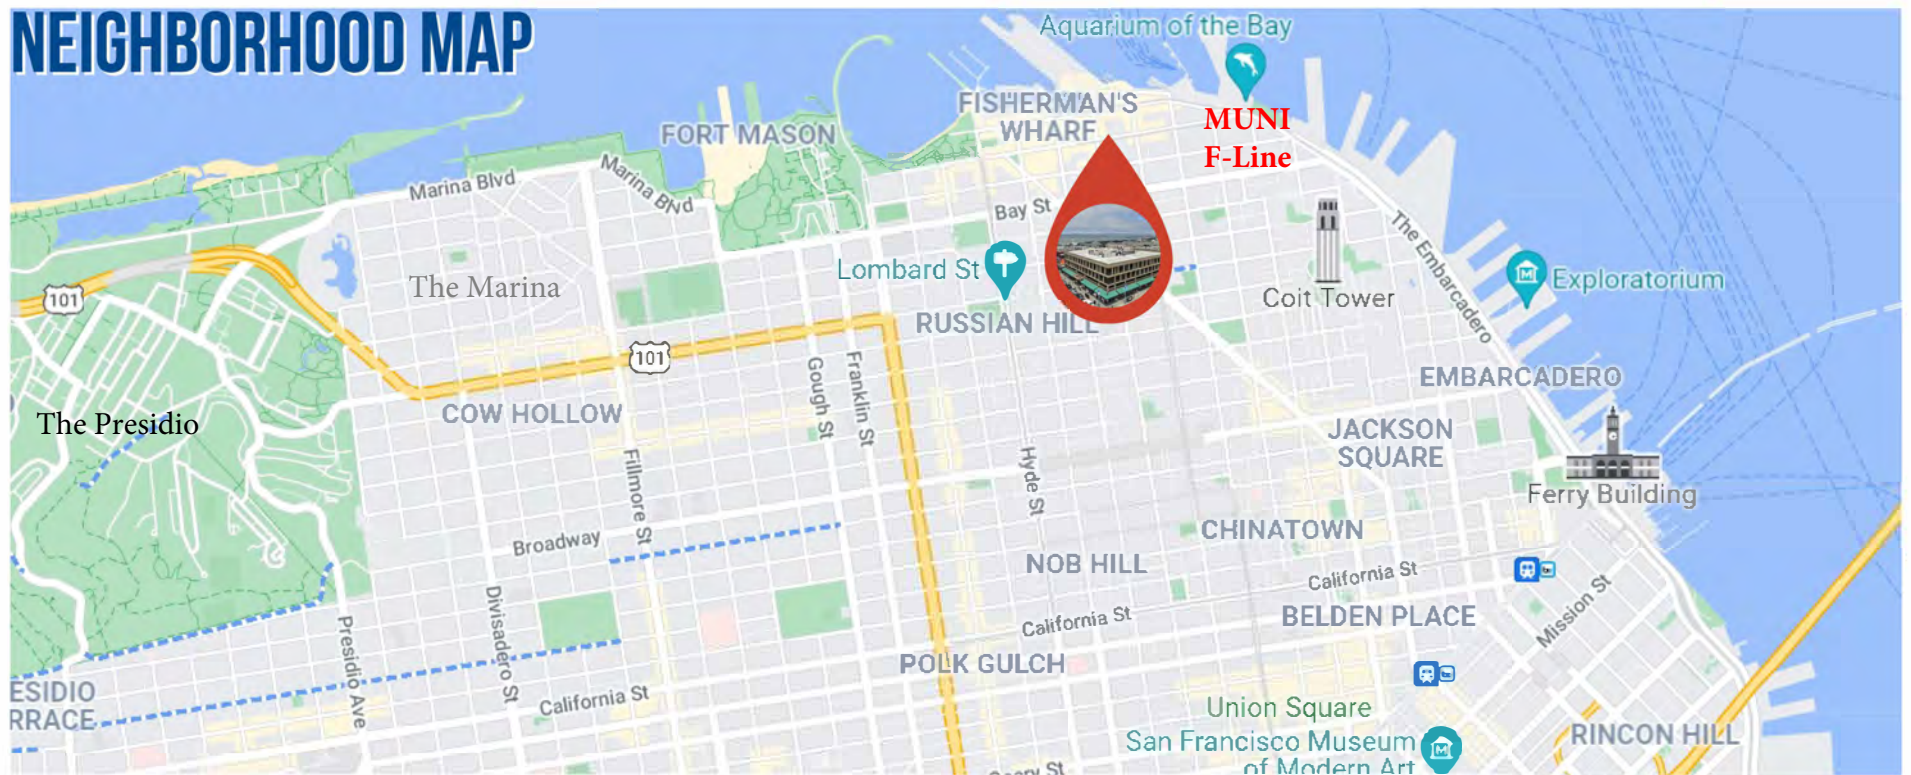 NEIGHBORHOOD MAP
Aquarium of the Bay
FISHERMAN'S
WHARF
MUNI
F-Line
FORT MASON
Marina Blvd
Marina Blvd
Bay St
The Embarcadero
Lombard St
The Marina
Coit Tower
Exploratorium
101
RUSSIAN HILL
101
EMBARCADERO
Gough St
Franklin St
COW HOLLOW
The Presidio
JACKSON
SQUARE
Fillmore St
Hyde St
Ferry Building
Broadway
CHINATOWN
NOB HILL
California St
Mission St
BELDEN PLACE
California St
Divisadero St
Presidio Ave
POLK GULCH
ESIDIO
RRACE
California St
Union Square
San Francisco Museum
of Modern Art
RINCON HILL